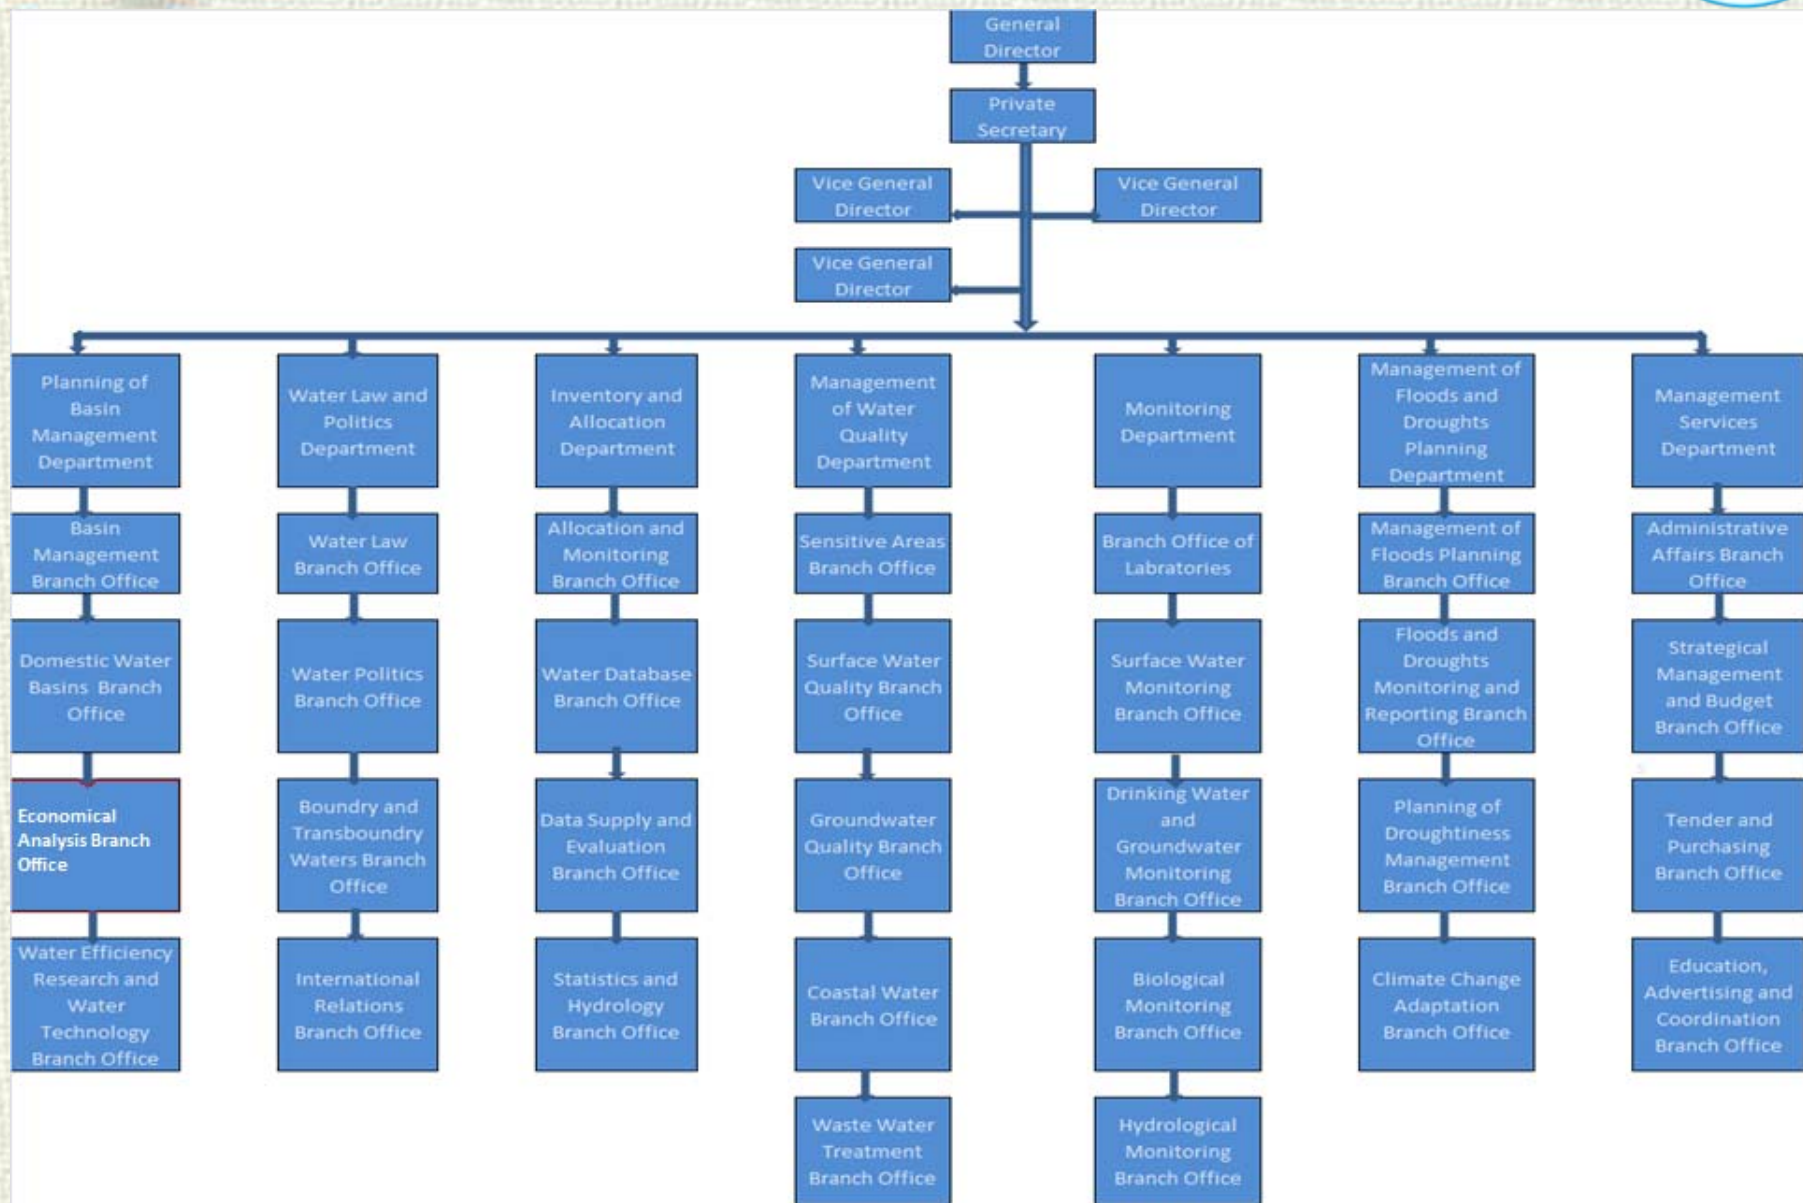 General
Director
Private
Secretary
Vice General
Director
Vice General
Director
Vice General
Director
Planning of
Basin
Management
Department
Water Law and
Politics
Department
Inventory and
Allocation
Department
Management
of Water
Quality
Department
Monitoring
Department
Management of
Floods and
Droughts
Planning
Department
Management
Services
Department
Basin
Management
Branch Office
Water Law
Branch Office
Allocation and
Monitoring
Branch Office
Sensitive Areas
Branch Office
Branch Office of
Labratories
Management of
Floods Planning
Branch Office
Administrative
Affairs Branch
Office
Domestic Water
Basins Branch
Office
Water Politics
Branch Office
Water Database
Branch Office
Surface Water
Quality Branch
Office
Surface Water
Monitoring
Branch Office
Floods and
Droughts
Monitoring and
Reporting Branch
Office
Strategical
Management
and Budget
Branch Office
Economical
Analysis Branch
Office
Boundry and
Transboundry
Waters Branch
Office
Data Supply and
Evaluation
Branch Office
Groundwater
Quality Branch
Office
Drinking Water
and
Groundwater
Monitoring
Branch Office
Planning of
Droughtiness
Management
Branch Office
Tender and
Purchasing
Branch Office
Water Efficiency
Research and
Water
Technology
Branch Office
International
Relations
Branch Office
Statistics and
Hydrology
Branch Office
Coastal Water
Branch Office
Biological
Monitoring
Branch Office
Climate Change
Adaptation
Branch Office
Education,
Advertising and
Coordination
Branch Office
Waste Water
Treatment
Branch Office
Hydrological
Monitoring
Branch Office